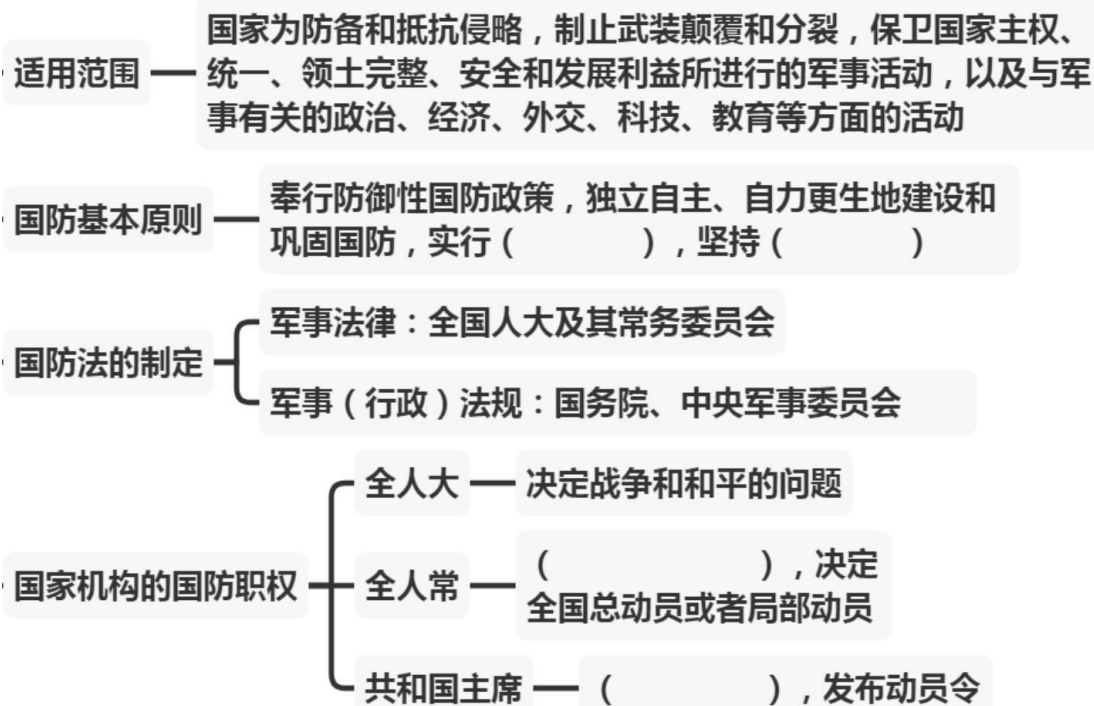 适用范围
国家为防备和抵抗侵略，制止武装颠覆和分裂，保卫国家主权、
统一、领土完整、安全和发展利益所进行的军事活动，以及与军
事有关的政治、经济、外交、科技、教育等方面的活动
国防基本原则
奉行防御性国防政策，独立自主、自力更生地建设和
巩固国防，实行（　　　　），坚持（　　　　）
国防法的制定
军事法律：全国人大及其常务委员会
军事（行政）法规：国务院、中央军事委员会
国家机构的国防职权
全人大
决定战争和和平的问题
全人常
（　　　　　　　），决定
全国总动员或者局部动员
共和国主席
（　　　　　），发布动员令